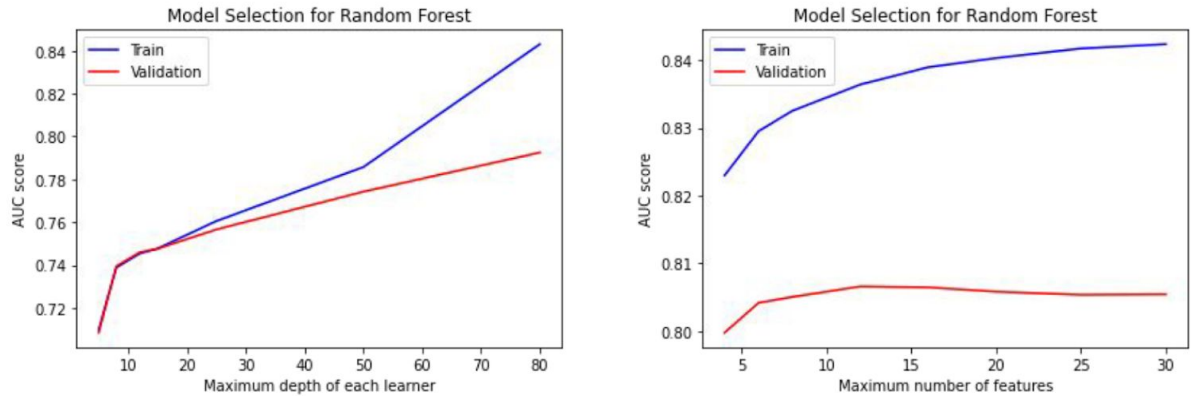 Model Selection for Random Forest
Train
Validation
AUC score
0.84
0.82
0.80
0.78
0.76
0.74
0.72
10 20 30 40 50 60 70 80
Maximum depth of each learner
Model Selection for Random Forest
Train
Validation
AUC score
0.84
0.83
0.82
0.81
0.80
5 10 15 20 25 30
Maximum number of features